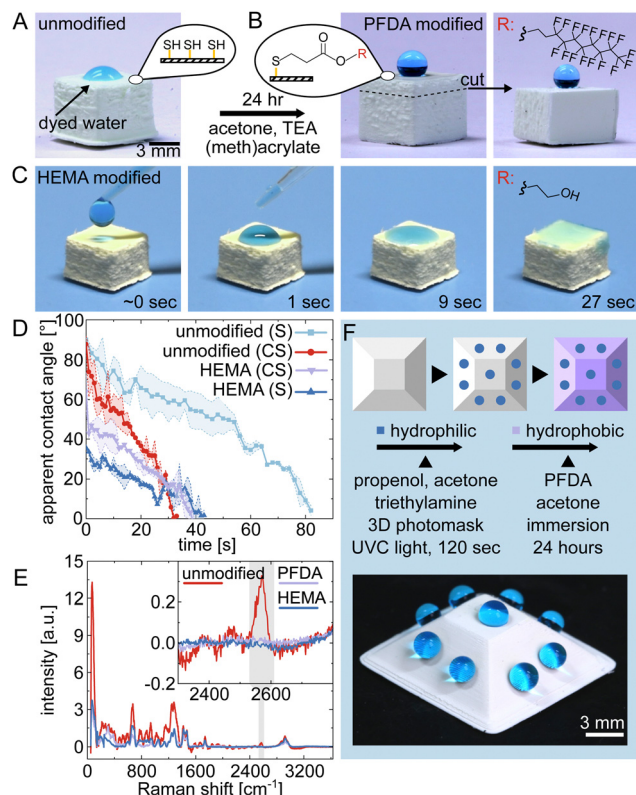 A unmodified
SH SH SH
dyed water
3 mm
24 hr
acetone, TEA
(meth)acrylate
B PFDA modified
S
O
O
R
cut
R:
F F F F F F F F
F F F F F F F F F
C HEMA modified
~0 sec
1 sec
9 sec
R:
OH
27 sec
D
apparent contact angle [°]
100
80
60
40
20
0
unmodified (S)
unmodified (CS)
HEMA (CS)
HEMA (S)
0 20 40 60 80
time [s]
E
intensity [a.u.]
15
12
9
6
3
0
unmodified
PFDA
HEMA
0.2
0.0
-0.2
2400 2600
0 800 1600 2400 3200
Raman shift [cm⁻¹]
F
hydrophilic
hydrophobic
propenol, acetone
triethylamine
3D photomask
UVC light, 120 sec
PFDA
acetone
immersion
24 hours
3 mm